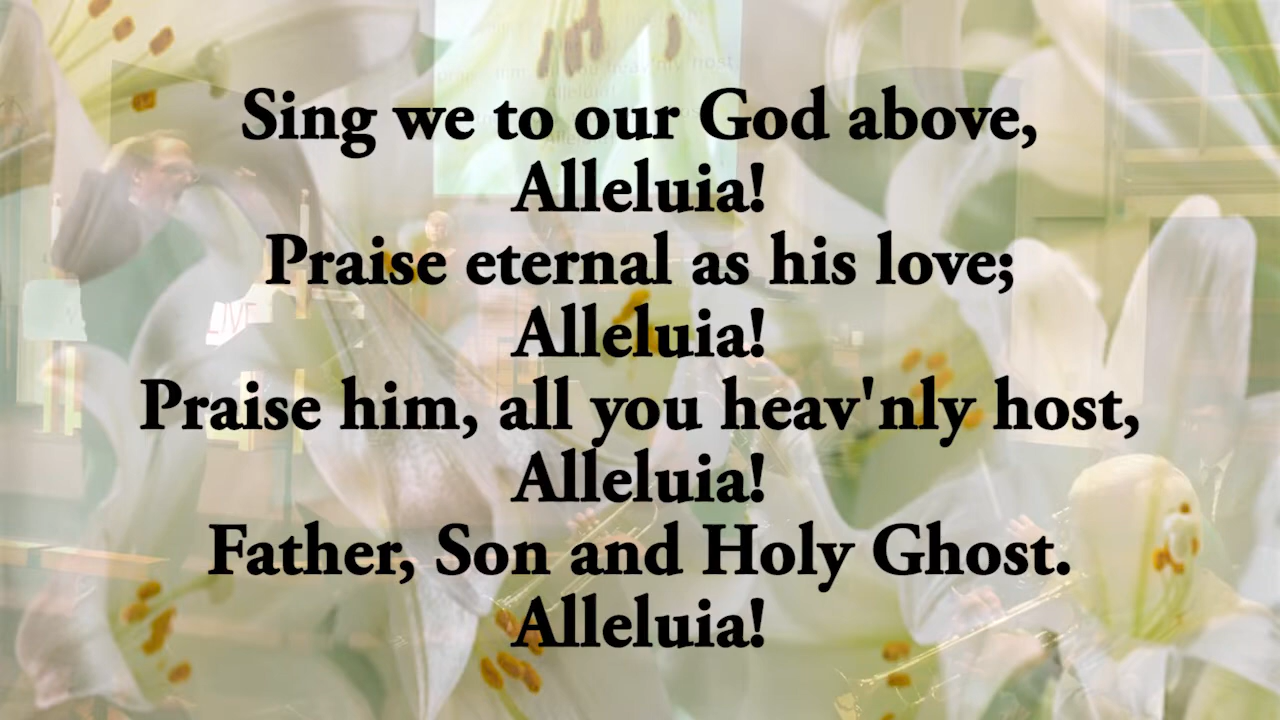 Sing we to our God above,
Alleluia!
Praise eternal as his love;
Alleluia!
Praise him, all you heav'nly host,
Alleluia!
Father, Son and Holy Ghost.
Alleluia!
LIVE